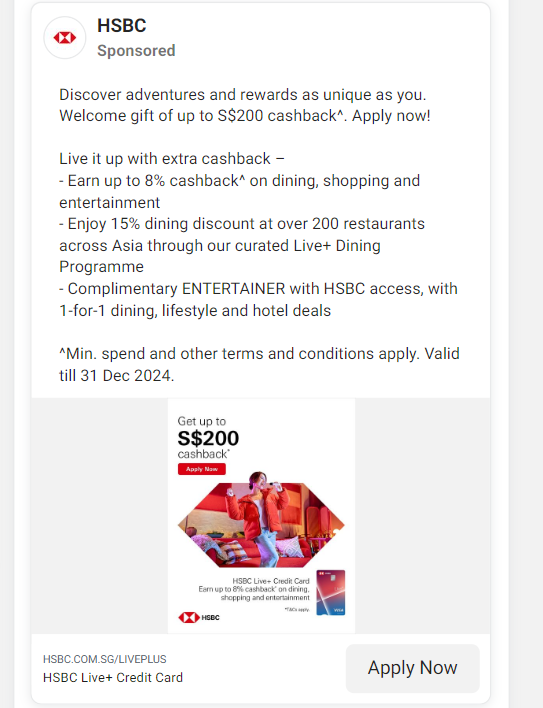 HSBC
Sponsored
Discover adventures and rewards as unique as you.
Welcome gift of up to S$200 cashback^. Apply now!
Live it up with extra cashback –
- Earn up to 8% cashback^ on dining, shopping and
entertainment
- Enjoy 15% dining discount at over 200 restaurants
across Asia through our curated Live+ Dining
Programme
- Complimentary ENTERTAINER with HSBC access, with
1-for-1 dining, lifestyle and hotel deals
^Min. spend and other terms and conditions apply. Valid
till 31 Dec 2024.
Get up to
S$200
cashback^
Apply Now
HSBC Live+ Credit Card
Earn up to 8% cashback^ on dining,
shopping and entertainment
^T&Cs apply.
VISA
HSBC
HSBC.COM.SG/LIVEPLUS
HSBC Live+ Credit Card
Apply Now